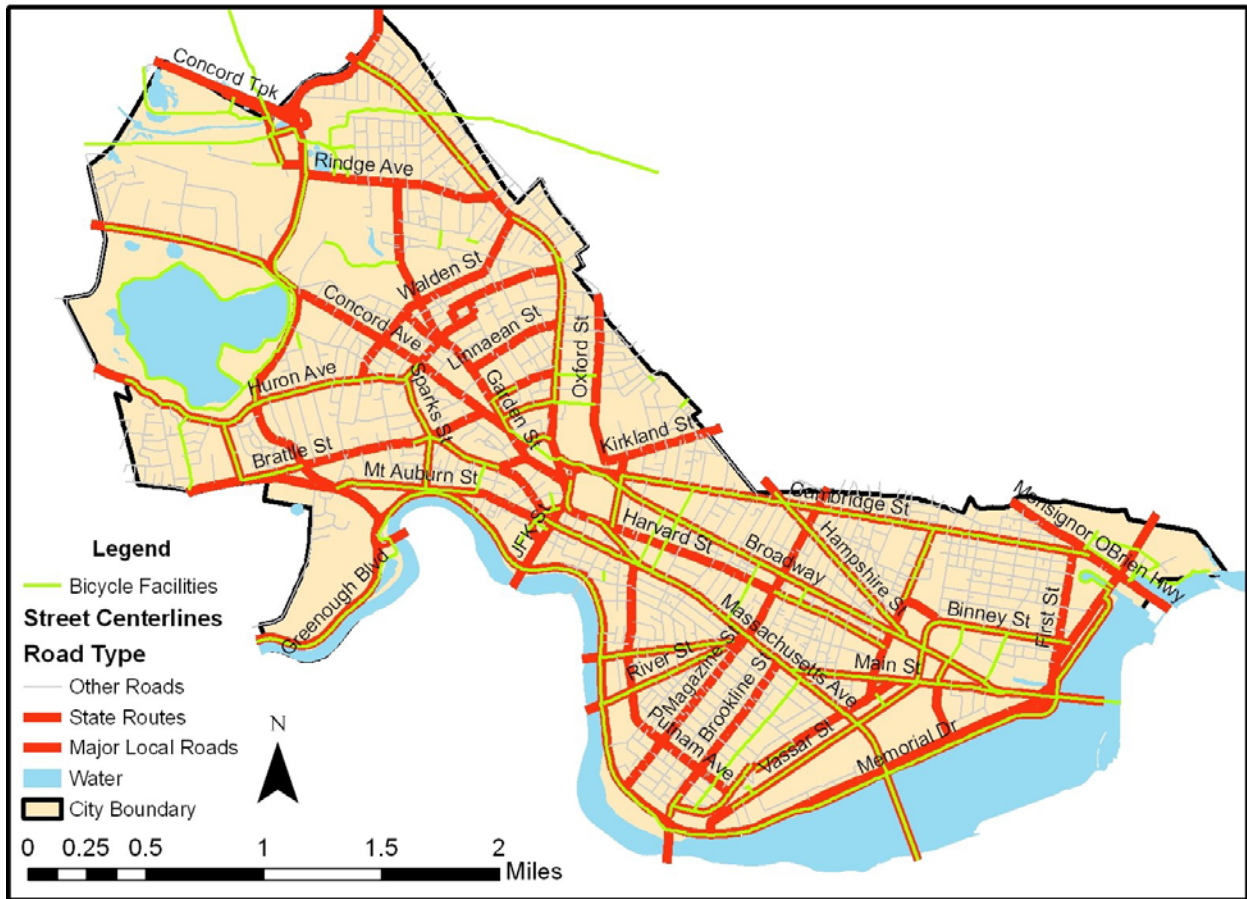 Concord Tpk
Rindge Ave
Walden St
Concord Ave
Linnaean St
Oxford St
Huron Ave
Sparks St
Garden St
Kirkland St
Brattle St
Mt Auburn St
JFK St
Cambridge St
Monsignor OBrien Hwy
Harvard St
Broadway
Hampshire St
Greenough Blvd
Binney St
First St
Massachusetts Ave
Main St
River St
Magazine S
Brookline St
Putnam Ave
Vassar St
Memorial Dr
Legend
Bicycle Facilities
Street Centerlines
Road Type
Other Roads
State Routes
Major Local Roads
Water
City Boundary
N
0 0.25 0.5 1 1.5 2
Miles